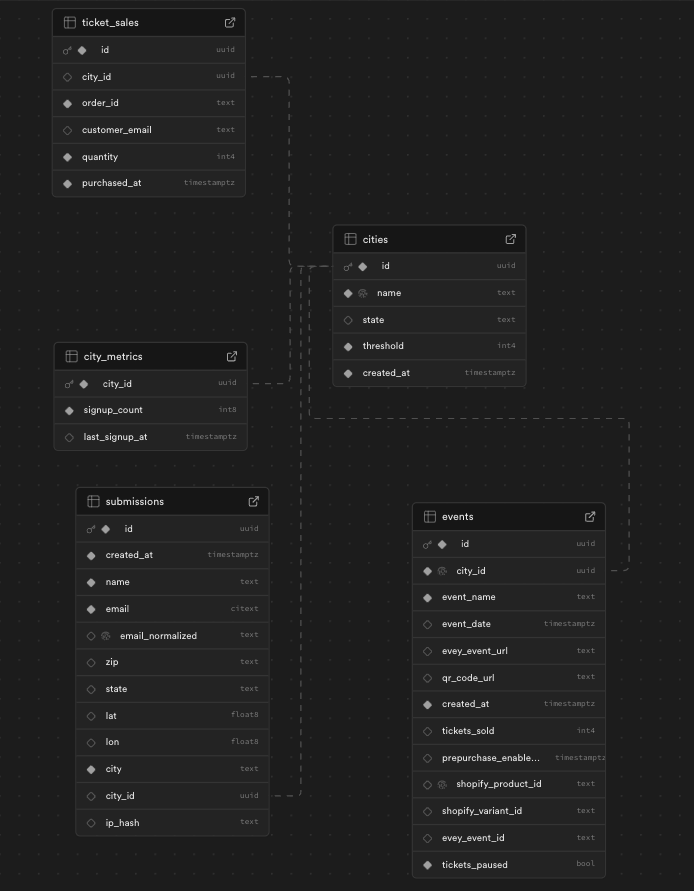 ticket_sales
id uuid
city_id uuid
order_id text
customer_email text
quantity int4
purchased_at timestamptz
cities
id uuid
name text
state text
threshold int4
created_at timestamptz
city_metrics
city_id uuid
signup_count int8
last_signup_at timestamptz
submissions
id uuid
created_at timestamptz
name text
email citext
email_normalized text
zip text
state text
lat float8
lon float8
city text
city_id uuid
ip_hash text
events
id uuid
city_id uuid
event_name text
event_date timestamptz
evey_event_url text
qr_code_url text
created_at timestamptz
tickets_sold int4
prepurchase_enable... timestamptz
shopify_product_id text
shopify_variant_id text
evey_event_id text
tickets_paused bool